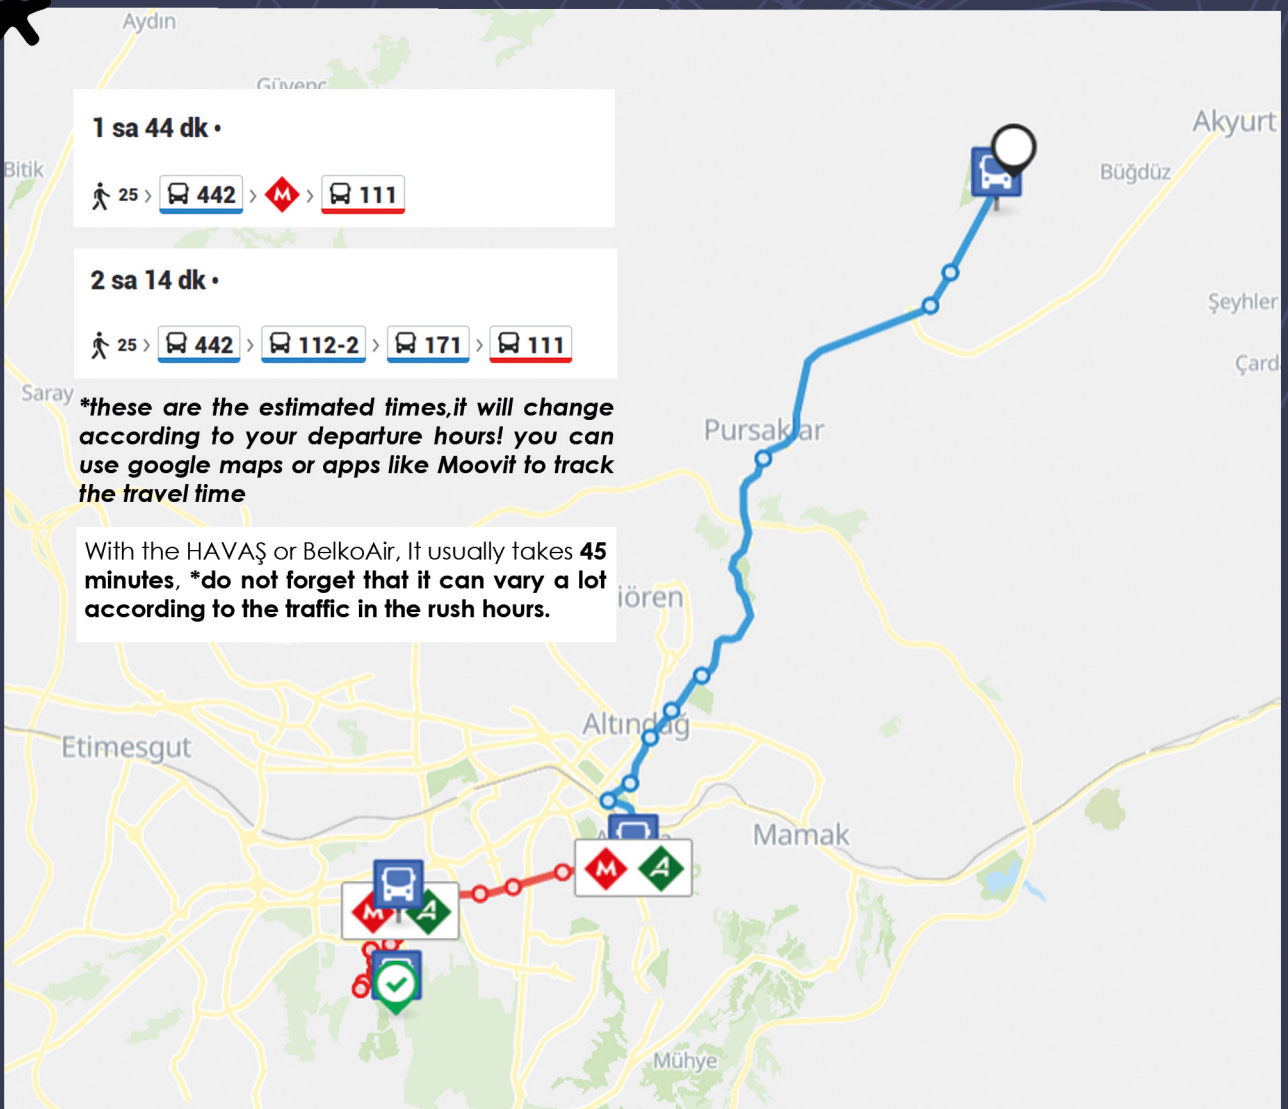 Aydın
Güvenç
Akyurt
Bitik
Büğdüz
1 sa 44 dk •
25 > 442 > M > 111
2 sa 14 dk •
25 > 442 > 112-2 > 171 > 111
Şeyhler
Saray
*these are the estimated times,it will change
according to your departure hours! you can
use google maps or apps like Moovit to track
the travel time
Pursaklar
With the HAVAŞ or BelkoAir, It usually takes 45
minutes, *do not forget that it can vary a lot
according to the traffic in the rush hours.
Altındağ
Etimesgut
Mamak
M A
M A
Mühye